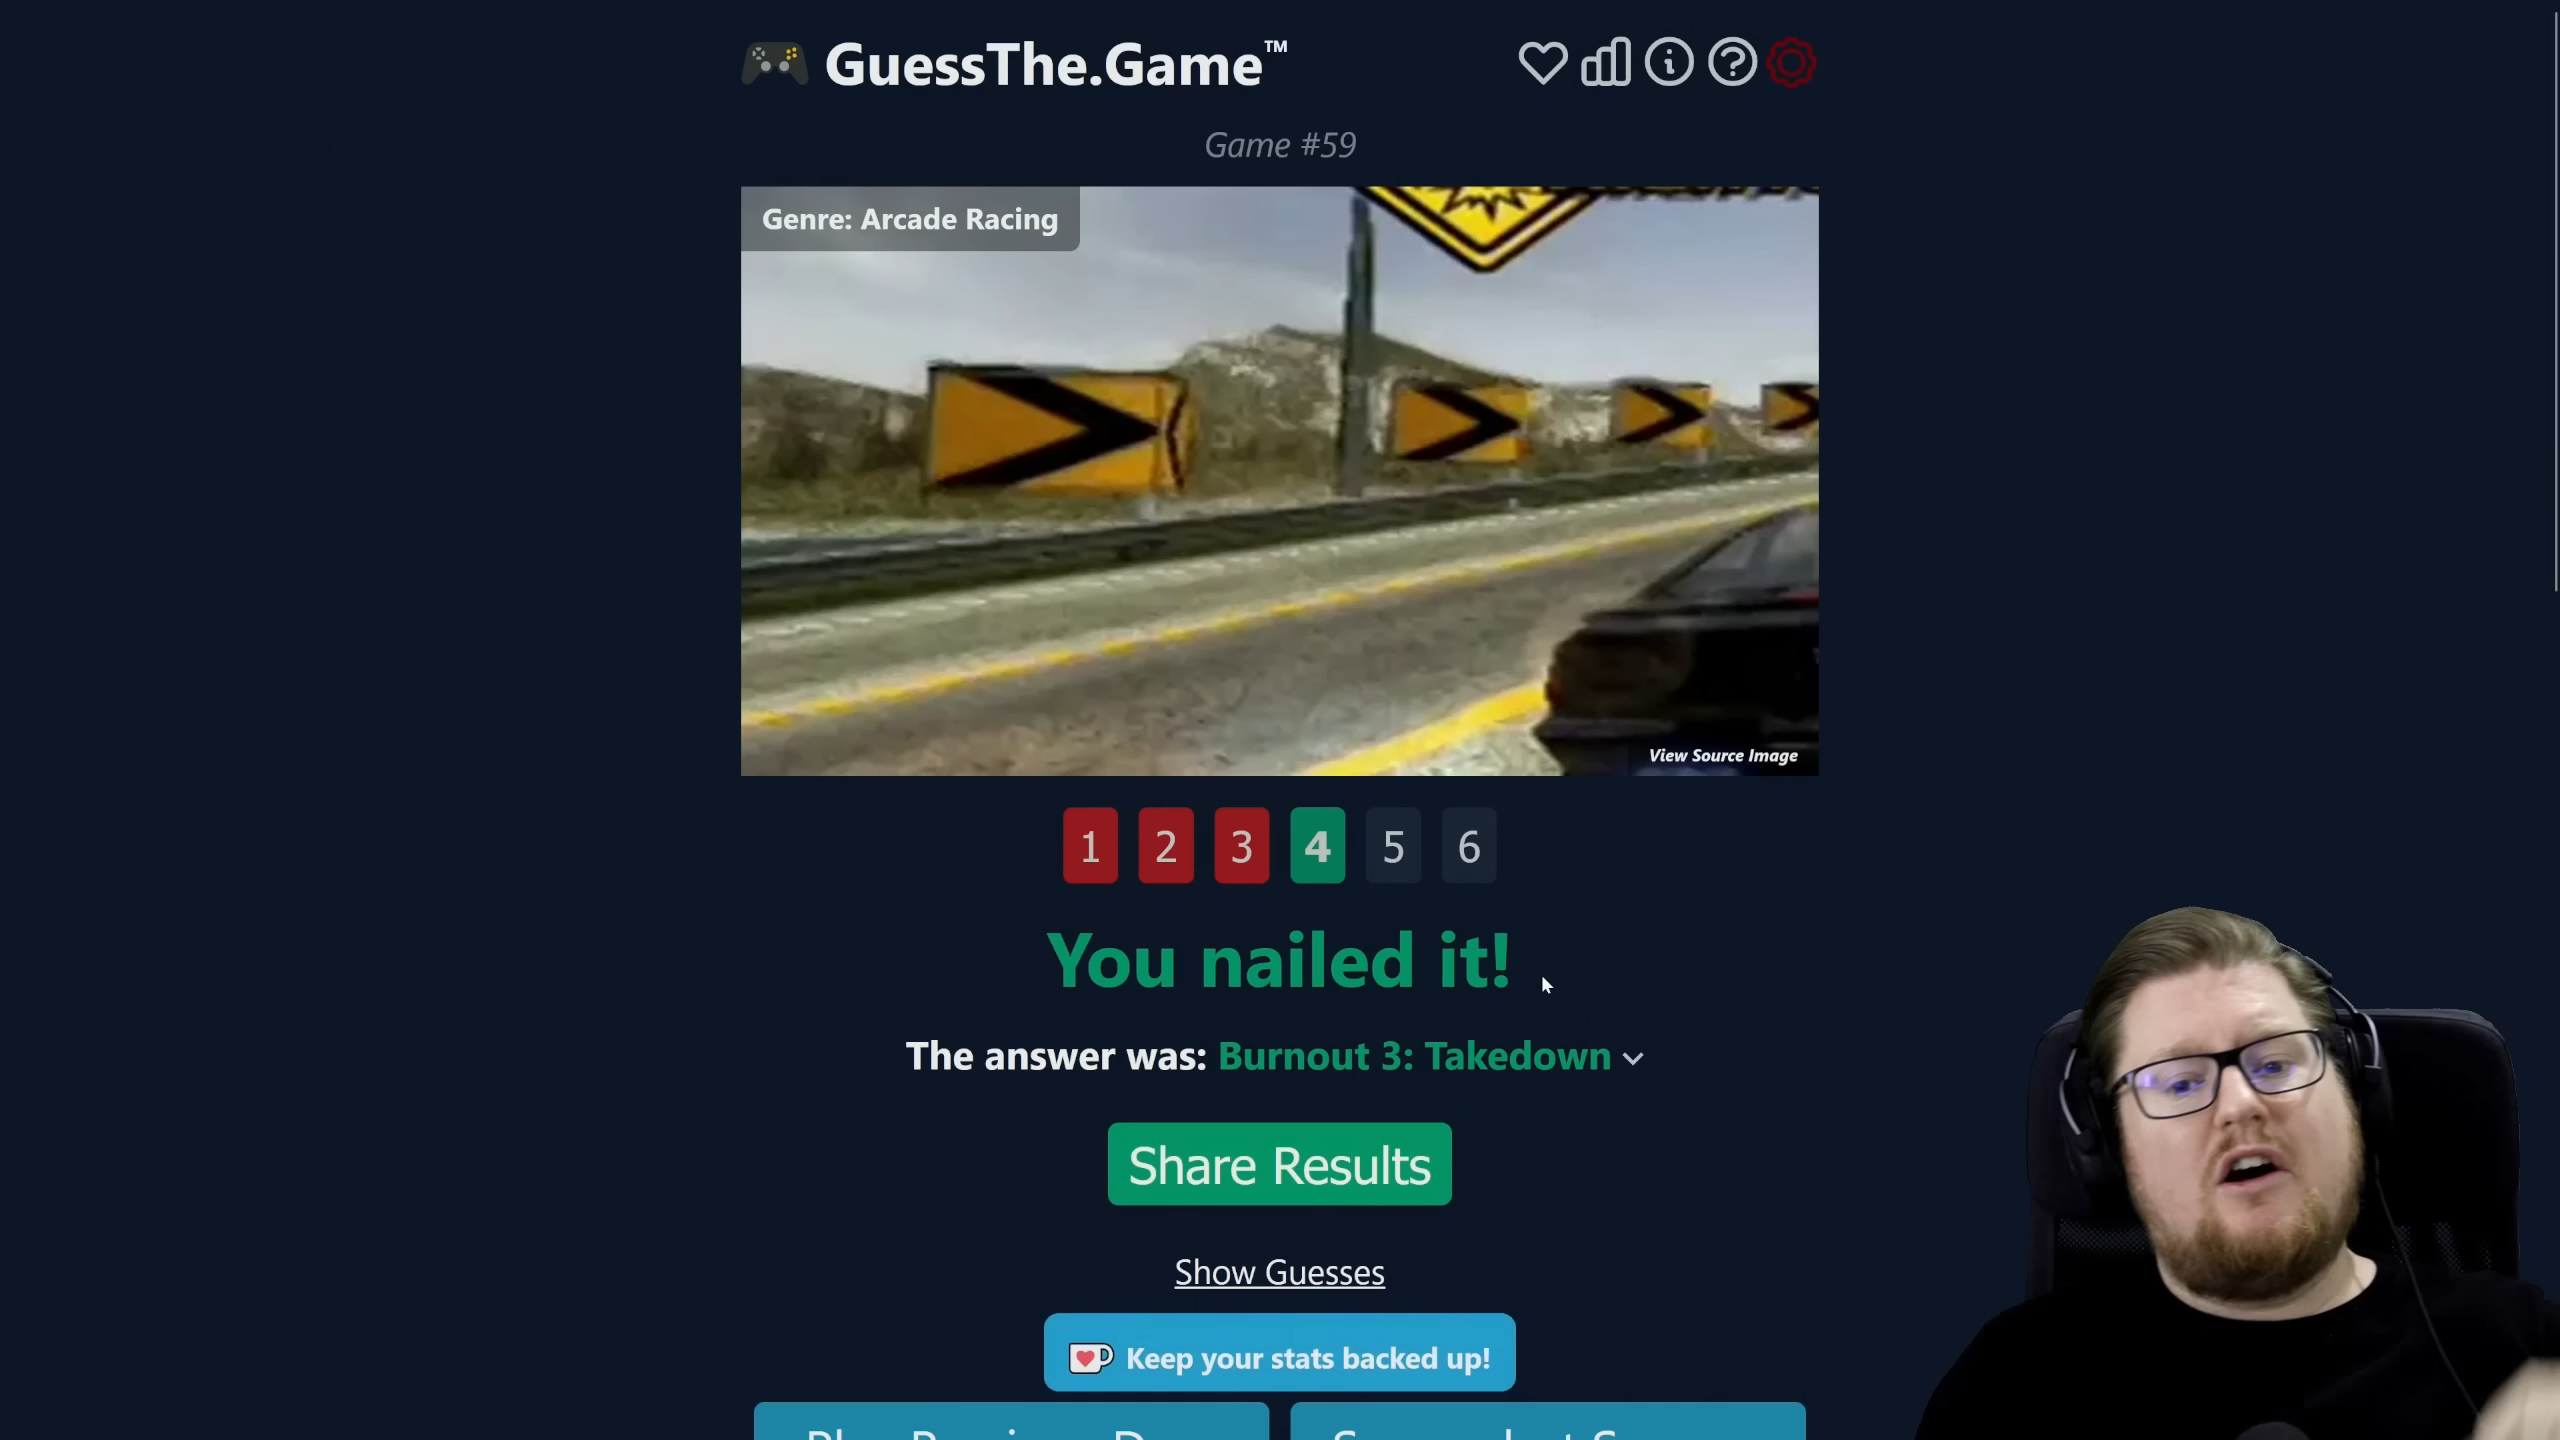 GuessThe.Game™
Game #59
Genre: Arcade Racing
View Source Image
1 2 3 4 5 6
You nailed it!
The answer was: Burnout 3: Takedown
Share Results
Show Guesses
Keep your stats backed up!